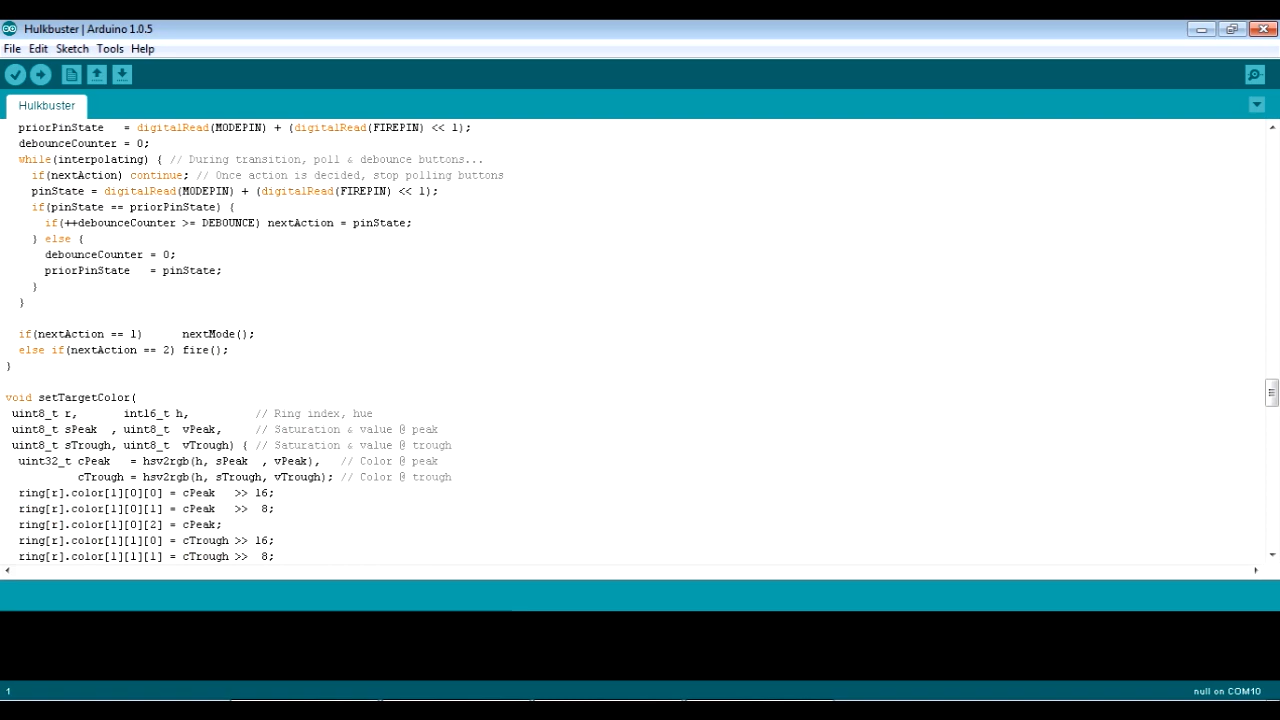 Hulkbuster | Arduino 1.0.5
File Edit Sketch Tools Help
Hulkbuster
  priorPinState   = digitalRead(MODEPIN) + (digitalRead(FIREPIN) << 1);
  debounceCounter = 0;
  while(interpolating) { // During transition, poll & debounce buttons...
    if(nextAction) continue; // Once action is decided, stop polling buttons
    pinState = digitalRead(MODEPIN) + (digitalRead(FIREPIN) << 1);
    if(pinState == priorPinState) {
      if(++debounceCounter >= DEBOUNCE) nextAction = pinState;
    } else {
      debounceCounter = 0;
      priorPinState   = pinState;
    }
  }
  if(nextAction == 1)      nextMode();
  else if(nextAction == 2) fire();
}
void setTargetColor(
 uint8_t r,       int16_t h,          // Ring index, hue
 uint8_t sPeak  , uint8_t  vPeak,    // Saturation & value @ peak
 uint8_t sTrough, uint8_t  vTrough) { // Saturation & value @ trough
  uint32_t cPeak   = hsv2rgb(h, sPeak  , vPeak),   // Color @ peak
           cTrough = hsv2rgb(h, sTrough, vTrough); // Color @ trough
  ring[r].color[1][0][0] = cPeak   >> 16;
  ring[r].color[1][0][1] = cPeak   >>  8;
  ring[r].color[1][0][2] = cPeak;
  ring[r].color[1][1][0] = cTrough >> 16;
  ring[r].color[1][1][1] = cTrough >>  8;
1
null on COM10